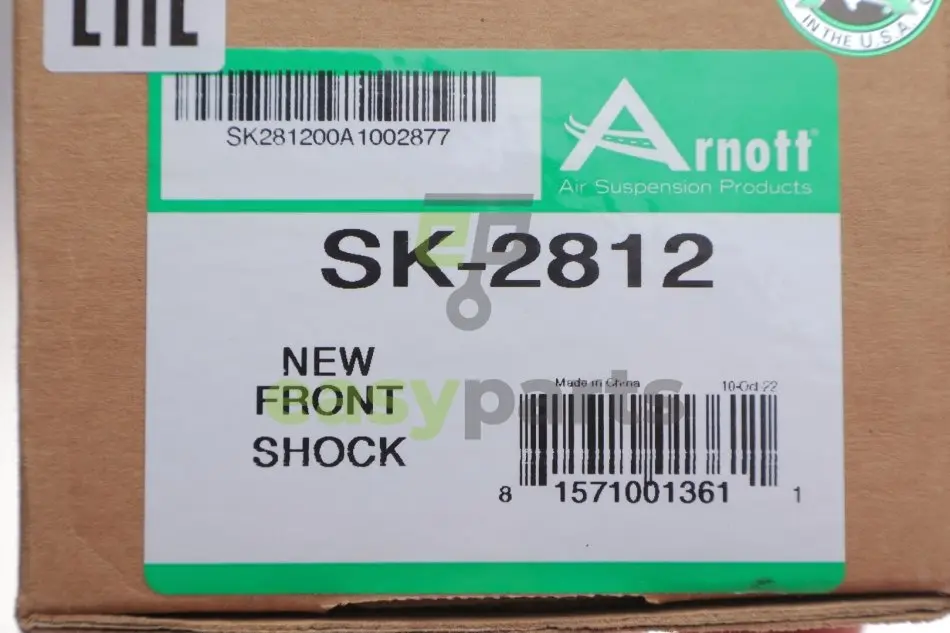 IN THE U.S.A
SK281200A1002877
Arnott
Air Suspension Products
SK-2812
NEW
FRONT
SHOCK
easyparts
Made in China
10-Oct-22
8 1571001361 1